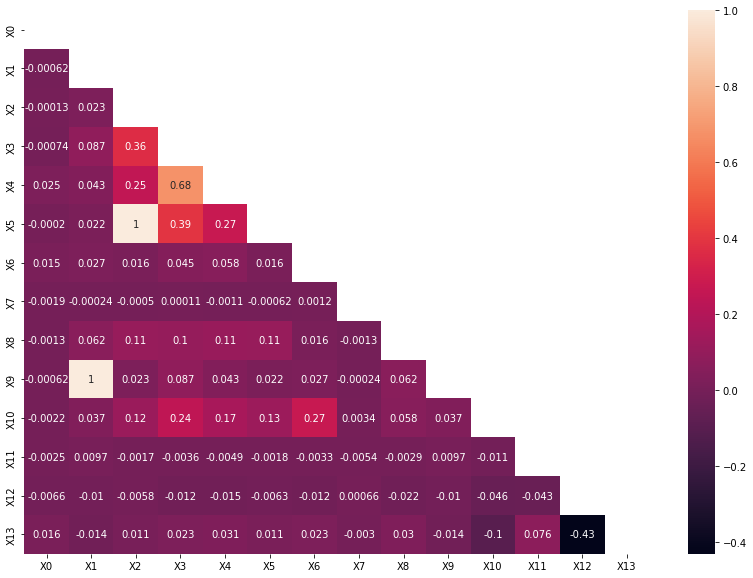 X0
X1 -0.00062
X2 -0.00013 0.023
X3 -0.00074 0.087 0.36
X4 0.025 0.043 0.25 0.68
X5 -0.0002 0.022 1 0.39 0.27
X6 0.015 0.027 0.016 0.045 0.058 0.016
X7 -0.0019 -0.00024 -0.0005 0.00011 -0.0011 -0.00062 0.0012
X8 -0.0013 0.062 0.11 0.1 0.11 0.11 0.016 -0.0013
X9 -0.00062 1 0.023 0.087 0.043 0.022 0.027 -0.00024 0.062
X10 -0.0022 0.037 0.12 0.24 0.17 0.13 0.27 0.0034 0.058 0.037
X11 -0.0025 0.0097 -0.0017 -0.0036 -0.0049 -0.0018 -0.0033 -0.0054 -0.0029 0.0097 -0.011
X12 -0.0066 -0.01 -0.0058 -0.012 -0.015 -0.0063 -0.012 0.00066 -0.022 -0.01 -0.046 -0.043
X13 0.016 -0.014 0.011 0.023 0.031 0.011 0.023 -0.003 0.03 -0.014 -0.1 0.076 -0.43
X0 X1 X2 X3 X4 X5 X6 X7 X8 X9 X10 X11 X12 X13
1.0
0.8
0.6
0.4
0.2
0.0
−0.2
−0.4